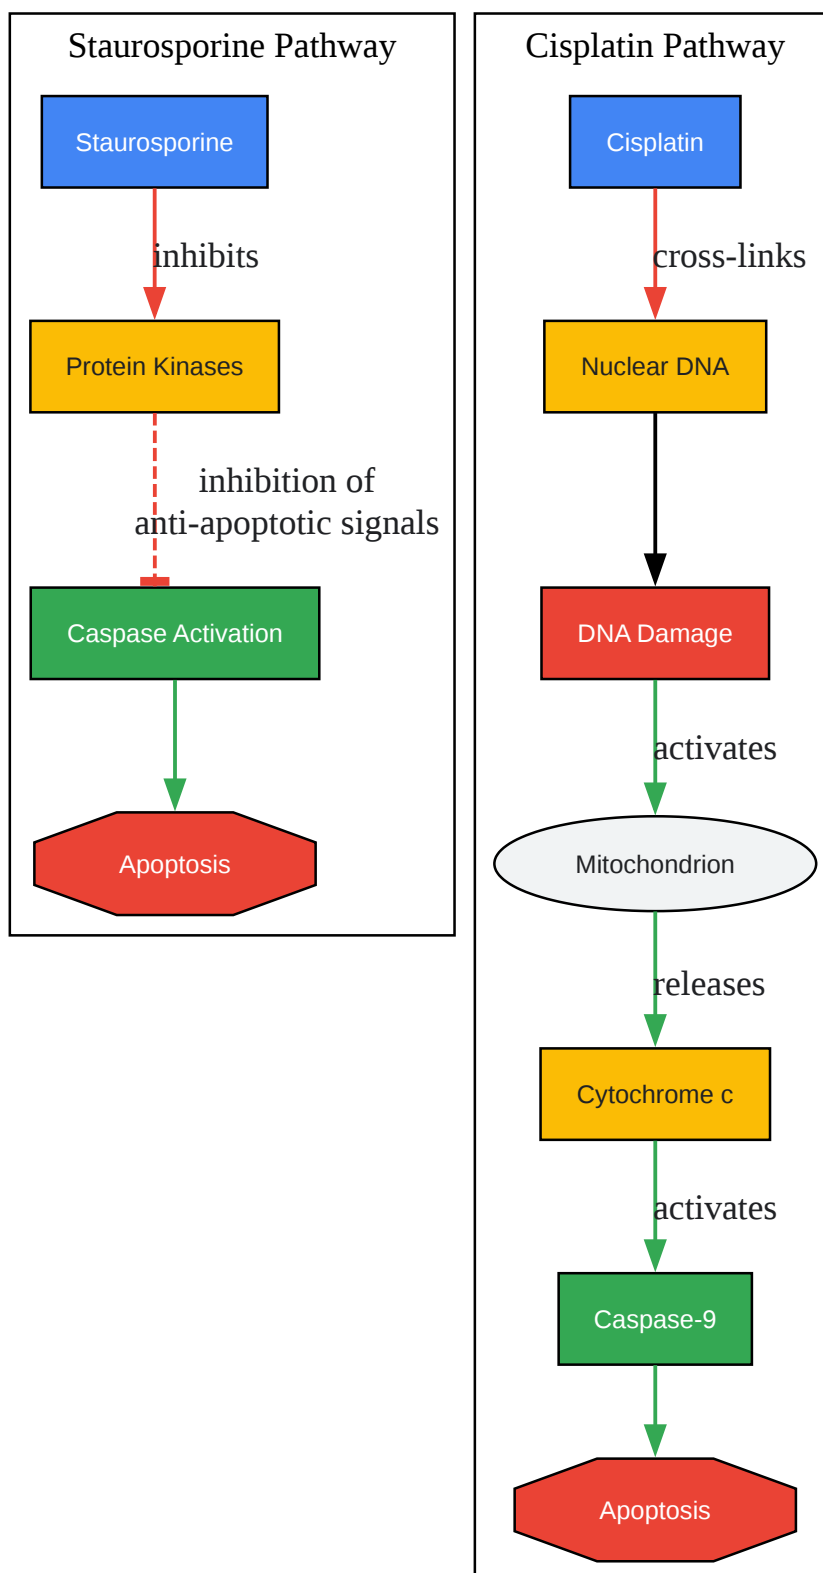 Staurosporine Pathway
Staurosporine
inhibits
Protein Kinases
inhibition of
anti-apoptotic signals
Caspase Activation
Apoptosis
Cisplatin Pathway
Cisplatin
cross-links
Nuclear DNA
DNA Damage
activates
Mitochondrion
releases
Cytochrome c
activates
Caspase-9
Apoptosis